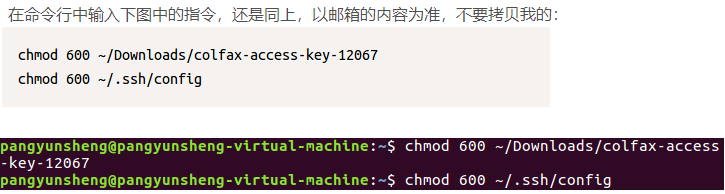 在命令行中输入下图中的指令，还是同上，以邮箱的内容为准，不要拷贝我的：
chmod 600 ~/Downloads/colfax-access-key-12067
chmod 600 ~/.ssh/config
pangyunsheng@pangyunsheng-virtual-machine:~$ chmod 600 ~/Downloads/colfax-access
-key-12067
pangyunsheng@pangyunsheng-virtual-machine:~$ chmod 600 ~/.ssh/config